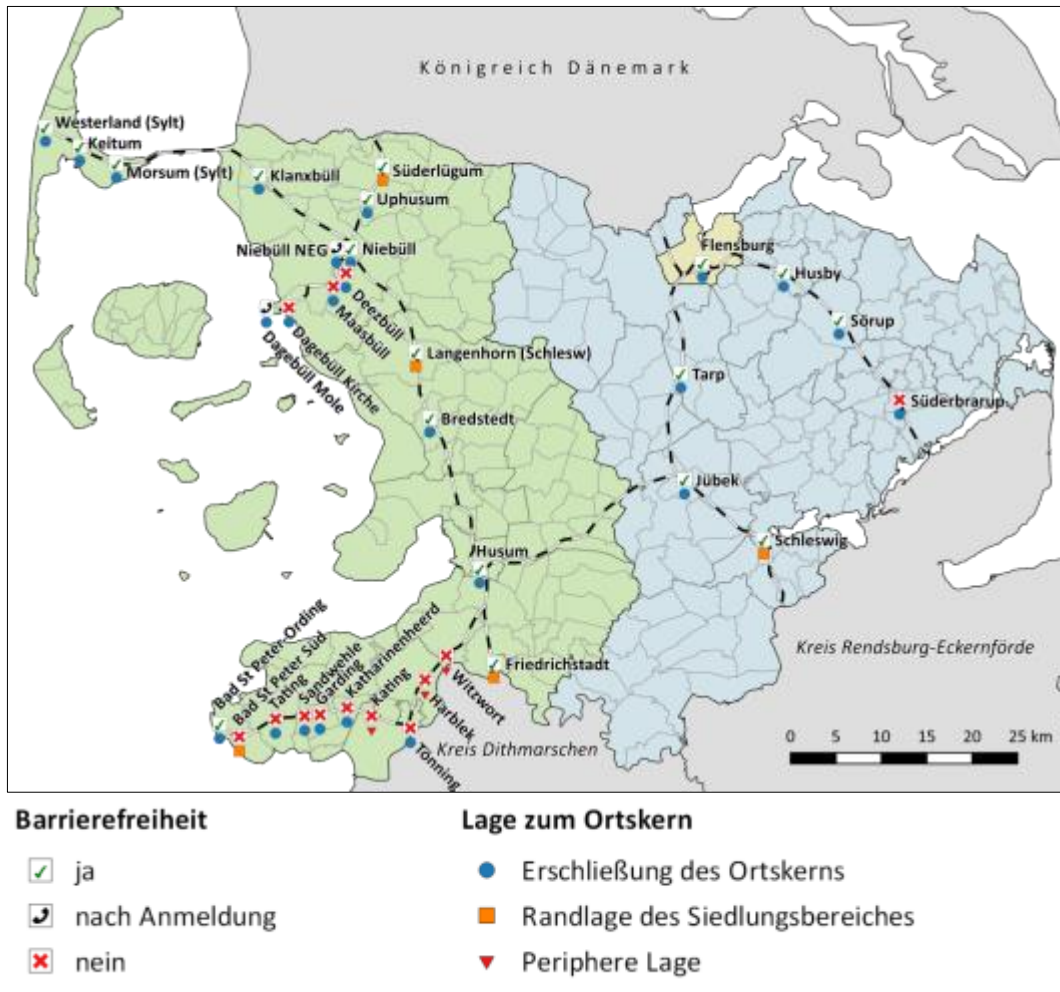 Königreich Dänemark
Westerland (Sylt)
Keitum
Morsum (Sylt)
Klanxbüll
Süderlügum
Uphusum
Niebüll NEG
Niebüll
Deezbüll
Maasbüll
Dagebüll Kirche
Dagebüll Mole
Langenhorn (Schlesw)
Bredstedt
Flensburg
Husby
Sörup
Tarp
Süderbrarup
Jübek
Schleswig
Husum
Friedrichstadt
Bad St Peter-Ording
Bad St Peter Süd
Tating
Sandwehle
Garding
Katharinenheerd
Kating
Tönning
Harblek
Witzwort
Kreis Rendsburg-Eckernförde
Kreis Dithmarschen
0 5 10 15 20 25 km
Barrierefreiheit
ja
nach Anmeldung
nein
Lage zum Ortskern
Erschließung des Ortskerns
Randlage des Siedlungsbereiches
Periphere Lage